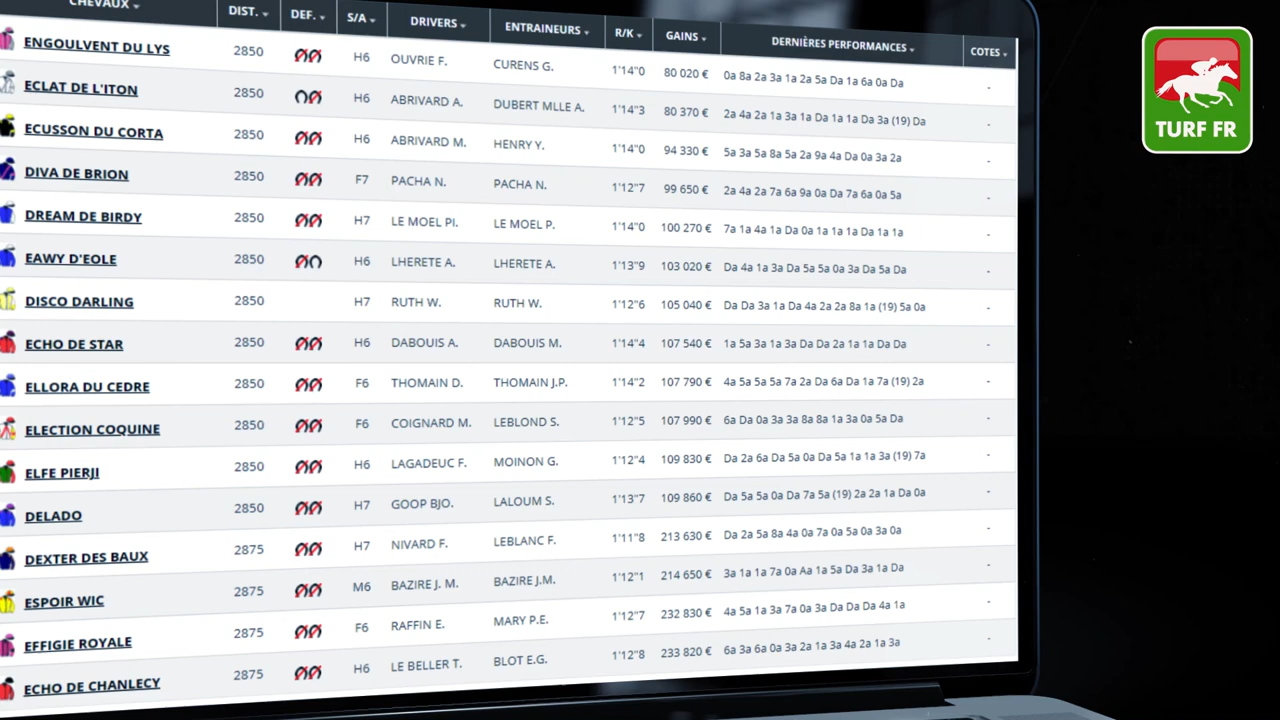 CHEVAUX DIST. DEF. S/A DRIVERS ENTRAINEURS R/K GAINS DERNIÈRES PERFORMANCES COTES
ENGOULVENT DU LYS 2850 H6 OUVRIE F. CURENS G. 1'14"0 80 020 € 0a 8a 2a 3a 1a 2a 5a Da 1a 6a 0a Da -
ECLAT DE L'ITON 2850 H6 ABRIVARD A. DUBERT MLLE A. 1'14"3 80 370 € 2a 4a 2a 1a 3a 1a Da 1a 1a Da 3a (19) Da -
ECUSSON DU CORTA 2850 H6 ABRIVARD M. HENRY Y. 1'14"0 94 330 € 5a 3a 5a 8a 5a 2a 9a 4a Da 0a 3a 2a -
DIVA DE BRION 2850 F7 PACHA N. PACHA N. 1'12"7 99 650 € 2a 4a 2a 7a 6a 9a 0a Da 7a 6a 0a 5a -
DREAM DE BIRDY 2850 H7 LE MOEL PI. LE MOEL P. 1'14"0 100 270 € 7a 1a 4a 1a Da 0a 1a 1a 1a Da 1a 1a -
EAWY D'EOLE 2850 H6 LHERETE A. LHERETE A. 1'13"9 103 020 € Da 4a 1a 3a Da 5a 5a 0a 3a Da 5a Da -
DISCO DARLING 2850 H7 RUTH W. RUTH W. 1'12"6 105 040 € Da Da 3a 1a Da 4a 2a 2a 8a 1a (19) 5a 0a -
ECHO DE STAR 2850 H6 DABOUIS A. DABOUIS M. 1'14"4 107 540 € 1a 5a 3a 1a 3a Da Da 2a 1a 1a Da Da -
ELLORA DU CEDRE 2850 F6 THOMAIN D. THOMAIN J.P. 1'14"2 107 790 € 4a 5a 5a 5a 7a 2a Da 6a Da 1a 7a (19) 2a -
ELECTION COQUINE 2850 F6 COIGNARD M. LEBLOND S. 1'12"5 107 990 € 6a Da 0a 3a 3a 8a 8a 1a 3a 0a 5a Da -
ELFE PIERJI 2850 H6 LAGADEUC F. MOINON G. 1'12"4 109 830 € Da 2a 6a Da 5a 0a Da 5a 1a 1a 3a (19) 7a -
DELADO 2850 H7 GOOP BJO. LALOUM S. 1'13"7 109 860 € Da 5a 5a 0a Da 7a 5a (19) 2a 2a 1a Da 0a -
DEXTER DES BAUX 2875 H7 NIVARD F. LEBLANC F. 1'11"8 213 630 € Da 2a 5a 8a 4a 0a 7a 0a 5a 0a 3a 0a -
ESPOIR WIC 2875 M6 BAZIRE J. M. BAZIRE J.M. 1'12"1 214 650 € 3a 1a 1a 7a 0a Aa 1a 5a Da 3a 1a Da -
EFFIGIE ROYALE 2875 F6 RAFFIN E. MARY P.E. 1'12"7 232 830 € 4a 5a 1a 3a 7a 0a 3a Da Da Da 4a 1a -
ECHO DE CHANLECY 2875 H6 LE BELLER T. BLOT E.G. 1'12"8 233 820 € 6a 3a 6a 0a 3a 2a 1a 3a 4a 2a 1a 3a -
TURF FR